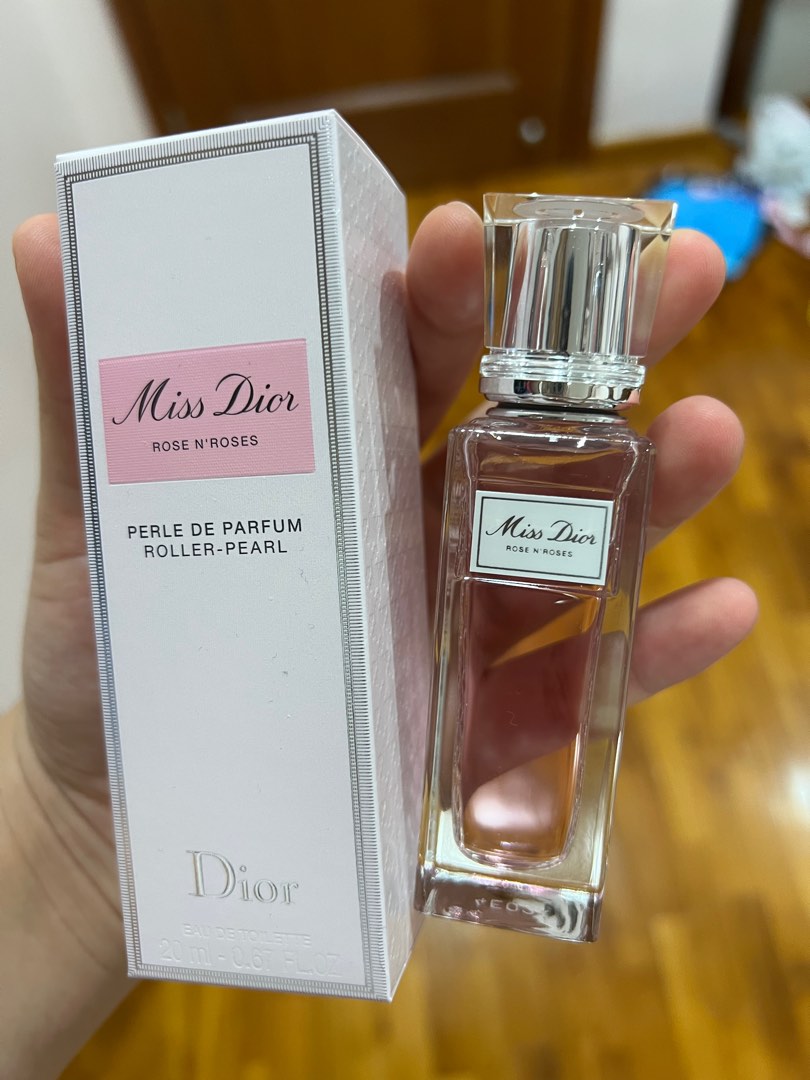 Miss Dior
ROSE N'ROSES
PERLE DE PARFUM
ROLLER-PEARL
Dior
EAU DE TOILETTE
20 ml - 0.67 FL.OZ
Miss Dior
ROSE N'ROSES